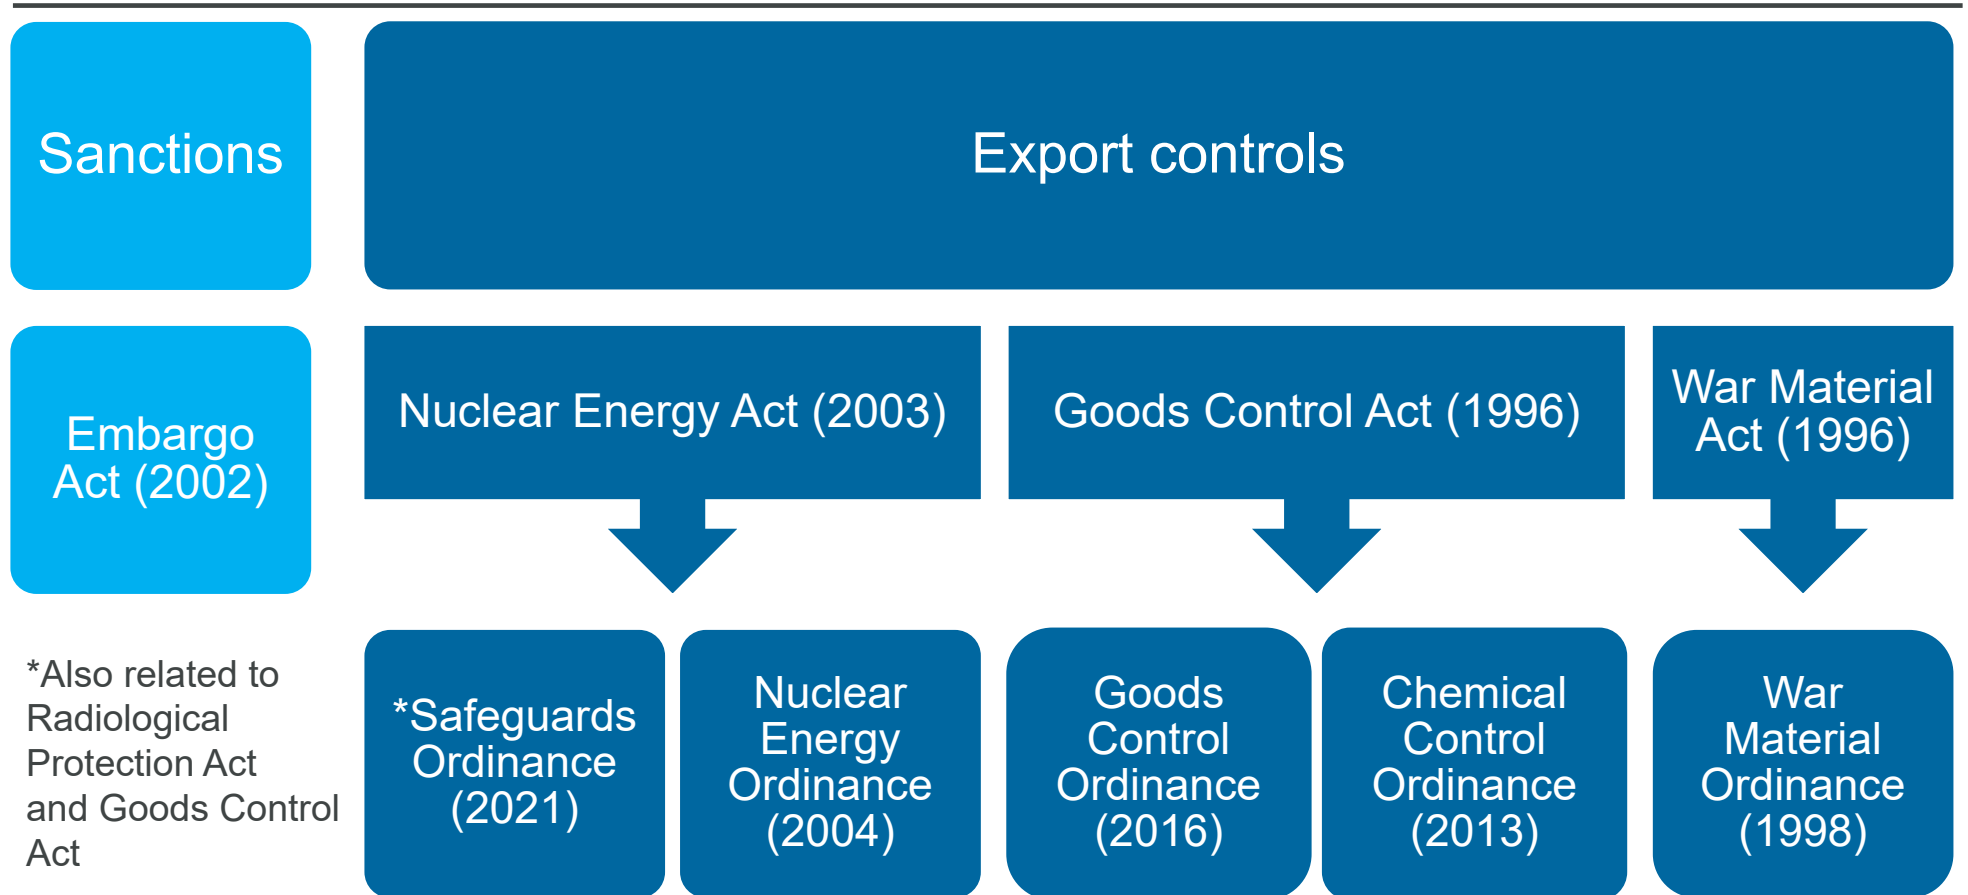 Sanctions
Export controls
Embargo
Act (2002)
Nuclear Energy Act (2003)
Goods Control Act (1996)
War Material
Act (1996)
*Also related to
Radiological
Protection Act
and Goods Control
Act
*Safeguards
Ordinance
(2021)
Nuclear
Energy
Ordinance
(2004)
Goods
Control
Ordinance
(2016)
Chemical
Control
Ordinance
(2013)
War
Material
Ordinance
(1998)